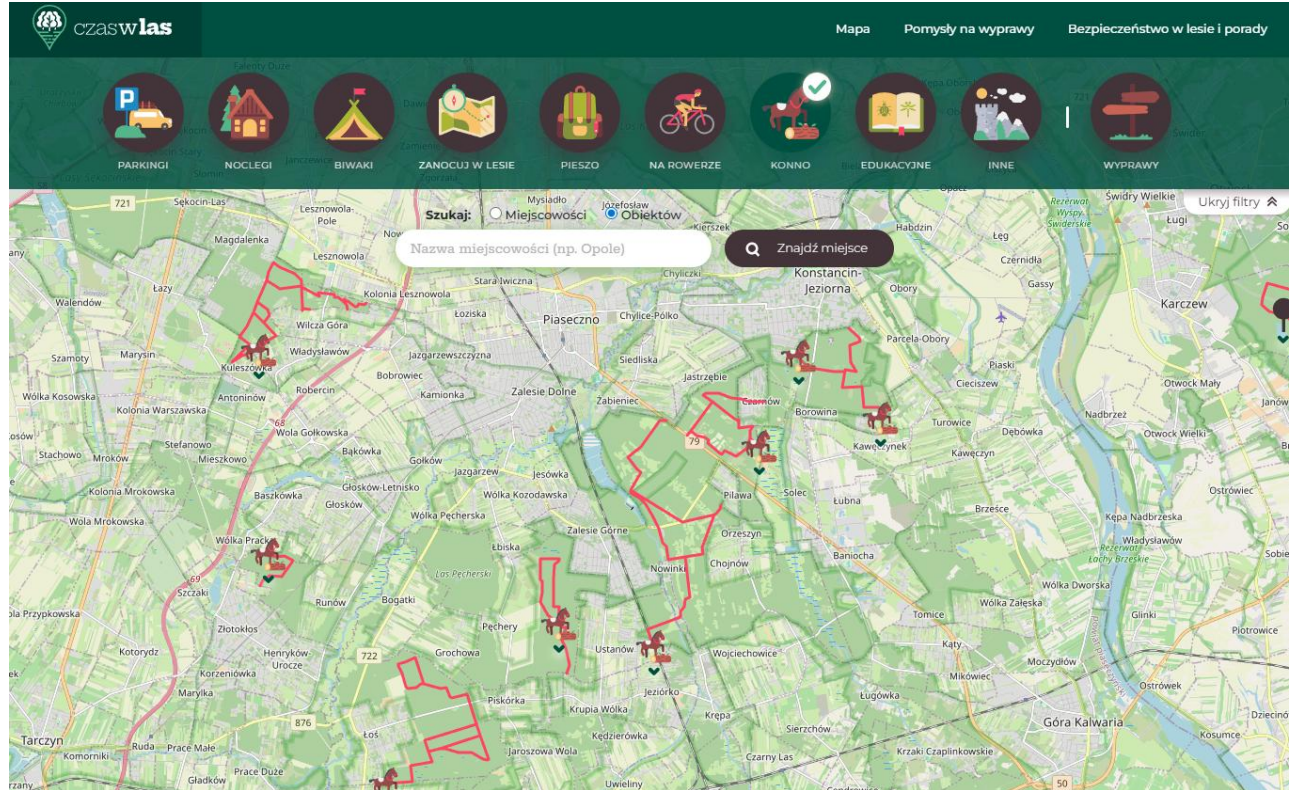 czaswlas
Mapa Pomysły na wyprawy Bezpieczeństwo w lesie i porady
PARKINGI NOCLEGI BIWAKI ZANOCUJ W LESIE PIESZO NA ROWERZE KONNO EDUKACYJNE INNE WYPRAWY
Ukryj filtry
Szukaj: Miejscowości Obiektów
Nazwa miejscowości (np. Opole) Znajdź miejsce
721 Sękocin-Las Lesznowola-Pole Mysiadło Józefosław Kierszek Habdzin Łęg Rezerwat Wyspy Świderskie Świdry Wielkie Ługi
Magdalenka Lesznowola Czernidła
Stara Iwiczna Chyliczki Konstancin-Jeziorna Obory Gassy
Łazy Kolonia Lesznowola Karczew
Walendów Wilcza Góra Łoziska Piaseczno Chylice-Pólko
Szamoty Marysin Kuleszówka Władysławów Jazgarzewszczyzna Siedliska Parcela-Obory Piaski
Bobrowiec Jastrzębie Cieciszew Otwock Mały
Wólka Kosowska Antoninów Robercin Kamionka Zalesie Dolne Żabieniec Czarnów Janów
Kolonia Warszawska 68 Wola Gołkowska Borowina Turowice Dębówka Nadbrzeż
Stefanowo 79 Otwock Wielki
Stachowo Mroków Mieszkowo Bąkówka Gołków Kawęczynek Kawęczyn
Jazgarzew Jesówka
Kolonia Mrokowska Baszkówka Głosków-Letnisko Wólka Kozodawska Pilawa Solec Łubna Ostrówiec
Głosków Brześce
Wola Mrokowska Wólka Pęcherska Kępa Nadbrzeska
Wólka Pracka Zalesie Górne Orzeszyn Władysławów
Łbiska Baniocha Rezerwat Łachy Brzeskie
69 Las Pęcherski Nowinki Chojnów
Szczaki Wólka Dworska
Runów Bogatki Wólka Załęska
Tomice Glinki
Złotokłos Pęchery Piotrowice
Kotorydz Henryków-Urocze 722 Grochowa Ustanów Wojciechowice Kąty
Korzeniówka Moczydłów
Mikówiec
Maryłka Piskórka Jeziórko Ługówka Ostrówek
Krupia Wólka
876 Krępa Góra Kalwaria
Tarczyn Łoś Kędzierówka Sierzchów Kosumce
Komorniki Ruda Prace Małe Jaroszowa Wola Krzaki Czaplinkowskie
Prace Duże Czarny Las
Gładków Uwieliny 50